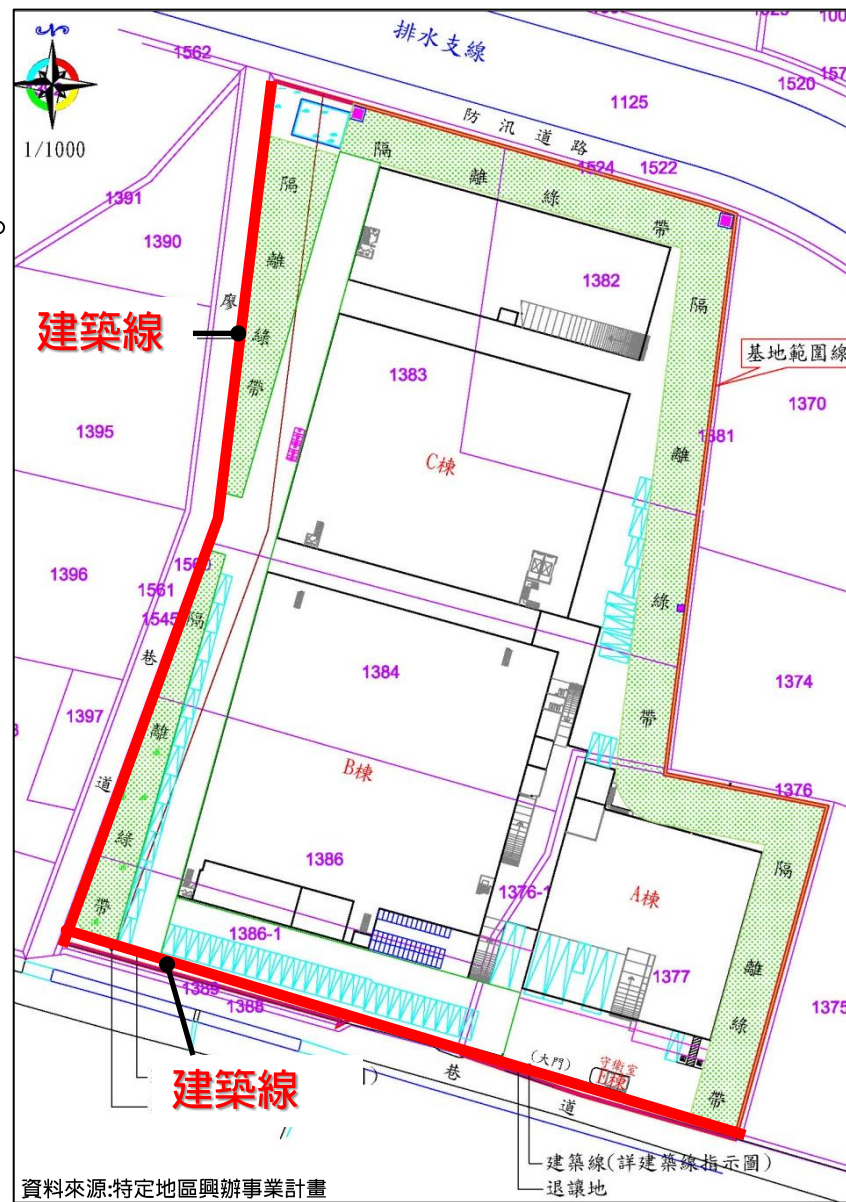 1562
排水支線
1125
1520
防汛道路
1/1000
1524
1522
隔離綠帶
隔離綠帶
1391
1390
1382
隔離綠帶
廖
建築線
基地範圍線
1383
1370
1395
1381
C棟
1396
1560
1561
1545
隔離綠帶
巷
1384
1374
1397
道
B棟
1376
1386
1376-1
A棟
隔離綠帶
1386-1
1377
1389
1388
1375
(大門)
守衛室
巷
道
建築線
建築線(詳建築線指示圖)
退讓地
資料來源:特定地區興辦事業計畫